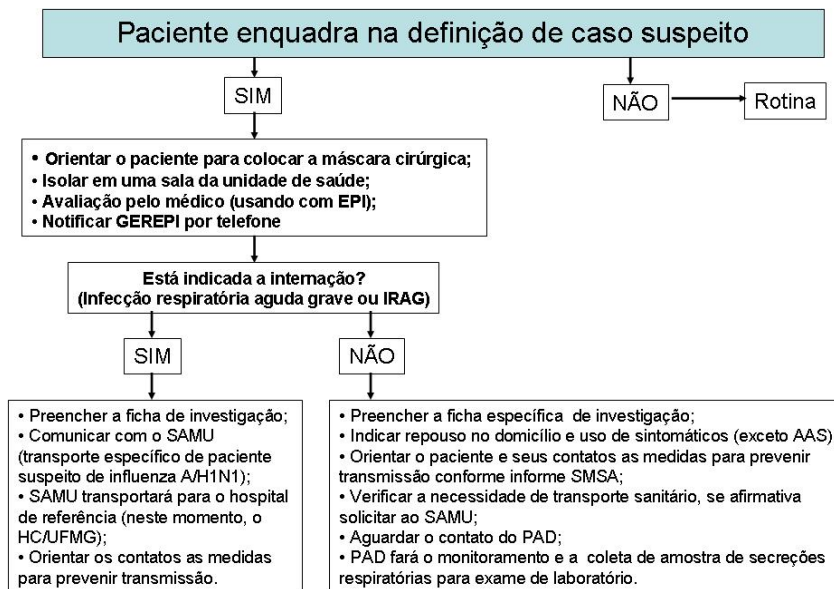 Paciente enquadra na definição de caso suspeito
SIM
NÃO
Rotina
• Orientar o paciente para colocar a máscara cirúrgica;
• Isolar em uma sala da unidade de saúde;
• Avaliação pelo médico (usando com EPI);
• Notificar GEREPI por telefone
Está indicada a internação?
(Infecção respiratória aguda grave ou IRAG)
SIM
NÃO
• Preencher a ficha de investigação;
• Comunicar com o SAMU
(transporte específico de paciente
suspeito de influenza A/H1N1);
• SAMU transportará para o hospital
de referência (neste momento, o
HC/UFMG);
• Orientar os contatos as medidas
para prevenir transmissão.
• Preencher a ficha específica de investigação;
• Indicar repouso no domicílio e uso de sintomáticos (exceto AAS)
• Orientar o paciente e seus contatos as medidas para prevenir
transmissão conforme informe SMSA;
• Verificar a necessidade de transporte sanitário, se afirmativa
solicitar ao SAMU;
• Aguardar o contato do PAD;
• PAD fará o monitoramento e a coleta de amostra de secreções
respiratórias para exame de laboratório.